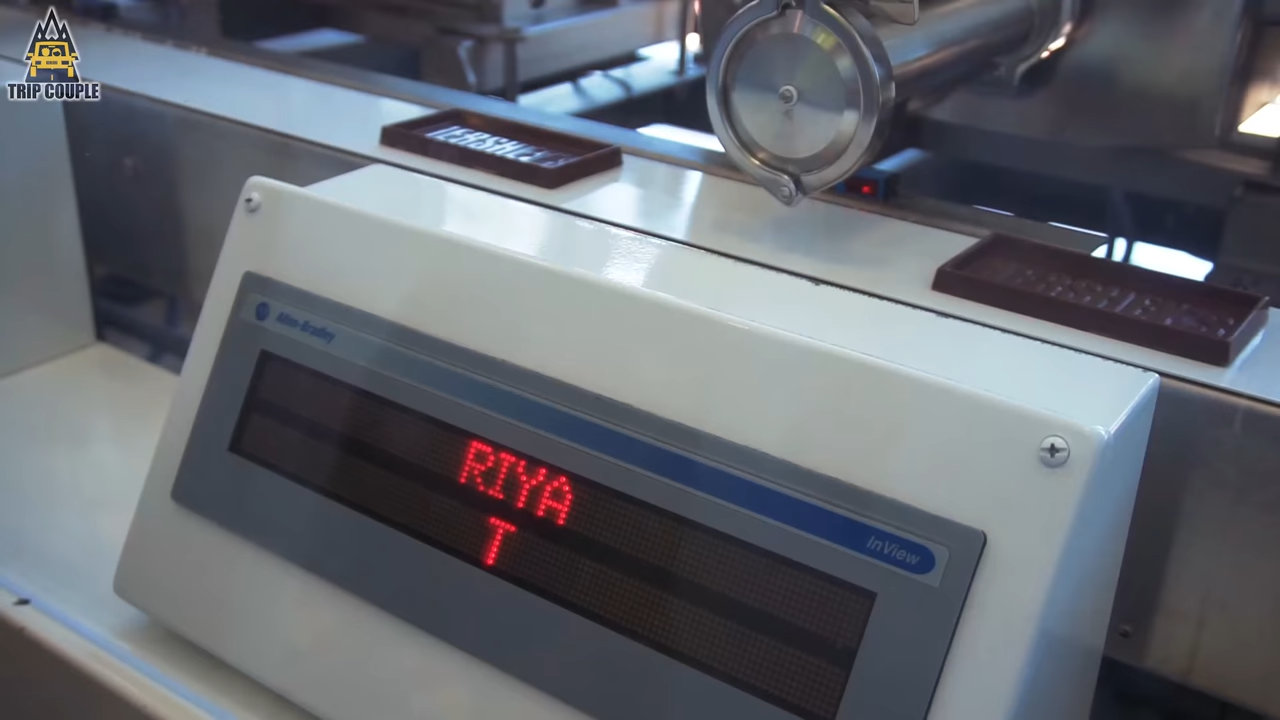 TRIP COUPLE
HERSHEY'S
Allen-Bradley
InView
RIYA
T